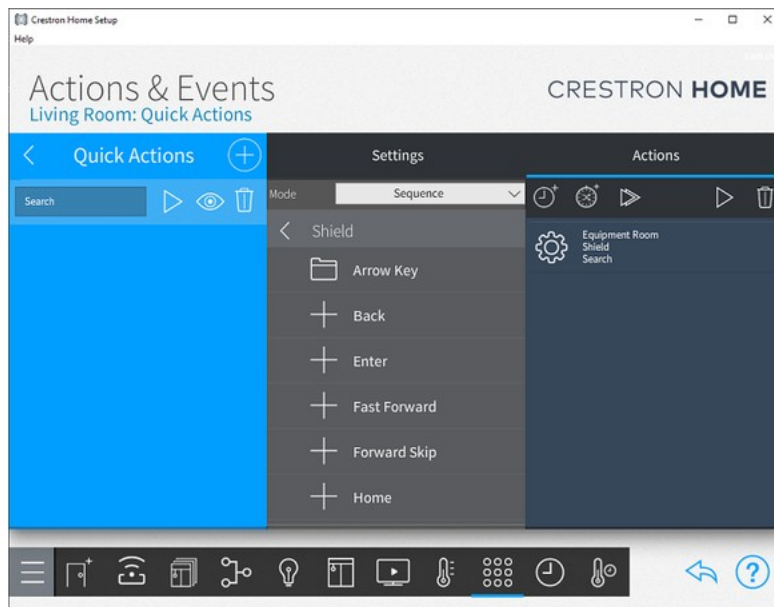 Crestron Home Setup
Help
Actions & Events
CRESTRON HOME
Living Room: Quick Actions
Quick Actions
Settings
Actions
Search
Mode
Sequence
Shield
Equipment Room
Shield
Search
Arrow Key
Back
Enter
Fast Forward
Forward Skip
Home
?